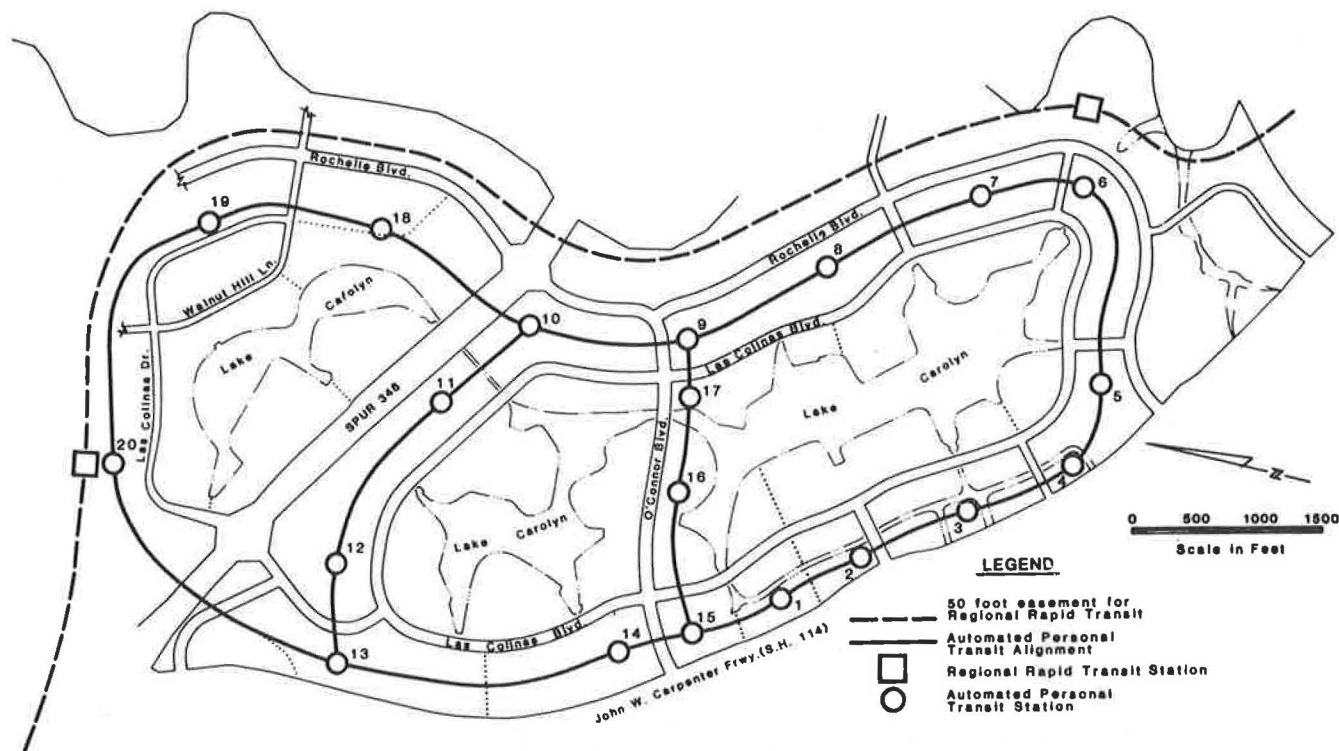 Rochelle Blvd.
19
18
Walnut Hill Ln.
Lake
Carolyn
Las Colinas Dr.
SPUR 348
20
10
11
12
13
9
8
7
6
5
4
3
2
1
15
14
16
17
Rochelle Blvd.
Las Colinas Blvd.
Lake
Carolyn
O'Connor Blvd.
Lake
Carolyn
Las Colinas Blvd
John W. Carpenter Frwy. (S.H. 114)
N
0 500 1000 1500
Scale in Feet
LEGEND
50 foot easement for
Regional Rapid Transit
Automated Personal
Transit Alignment
Regional Rapid Transit Station
Automated Personal
Transit Station